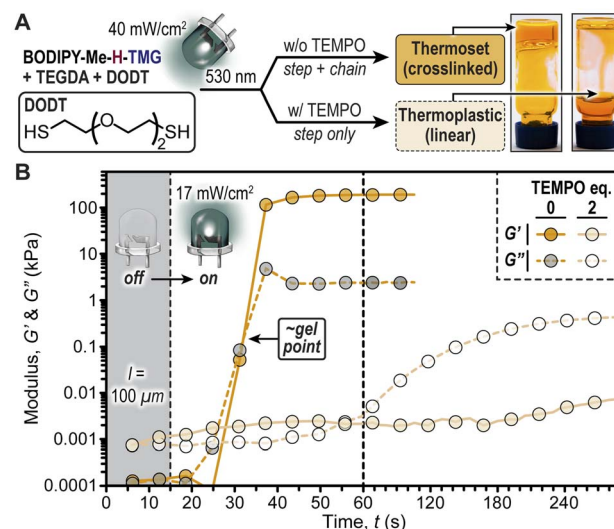 A
40 mW/cm²
BODIPY-Me-H-TMG
+ TEGDA + DODT
530 nm
w/o TEMPO
step + chain
w/ TEMPO
step only
Thermoset
(crosslinked)
Thermoplastic
(linear)
DODT
HS
O
2
SH
B
17 mW/cm²
off
on
l =
100 µm
~gel
point
TEMPO eq.
0 2
G'
G''
Modulus, G' & G'' (kPa)
100
10
1
0.1
0.01
0.001
0.0001
0 10 20 30 40 50 60 120 180 240
Time, t (s)